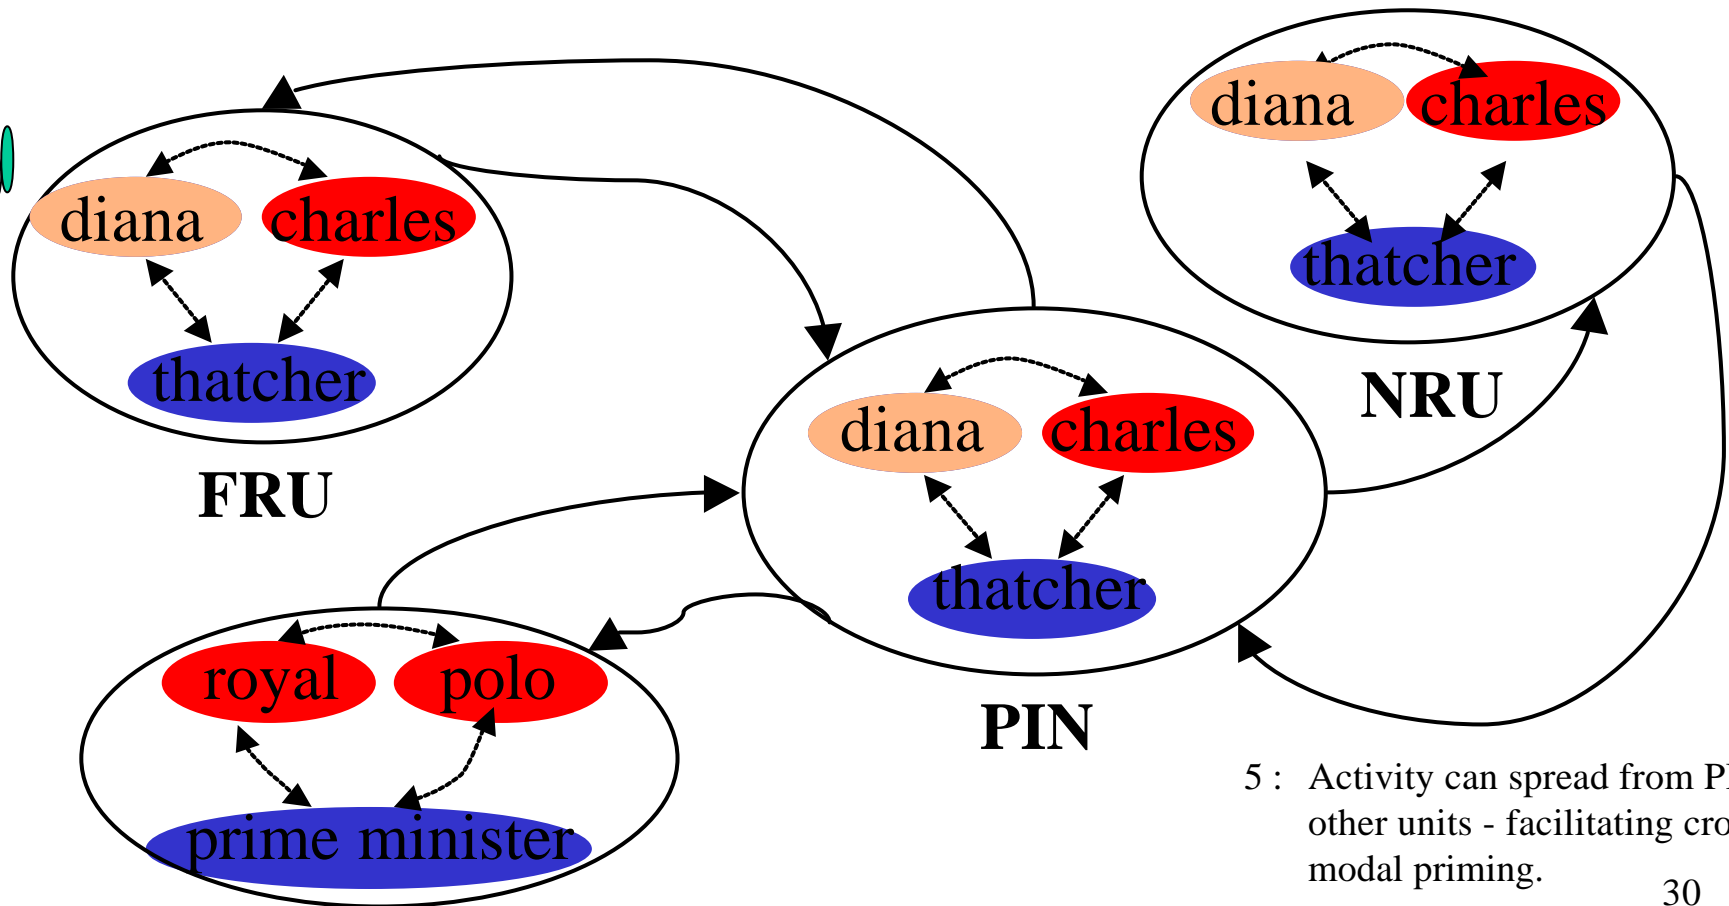 diana charles
thatcher
FRU
diana charles
thatcher
NRU
diana charles
thatcher
PIN
royal polo
prime minister
5 : Activity can spread from
other units - facilitating
modal priming.
30